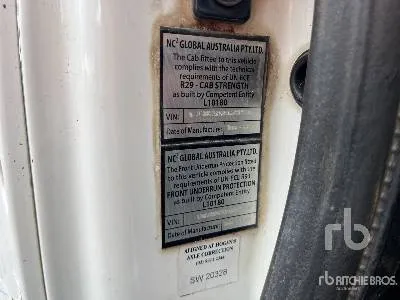 NC² GLOBAL AUSTRALIA PTY.LTD.
The Cab fitted to this vehicle
complies with the technical
requirements of UN ECE
R29 - CAB STRENGTH
as built by Competent Entity
L10180
VIN:
Date of Manufacture:
NC² GLOBAL AUSTRALIA PTY.LTD.
The Front Underrun Protection fitted
to this vehicle complies with the
requirements of UN ECE R93
FRONT UNDERRUN PROTECTION
as built by Competent Entity
L10180
VIN:
Date of Manufacture:
ALIGNED AT
AXLE CORRECTION
SW 20328
rb
rb RITCHIE BROS.